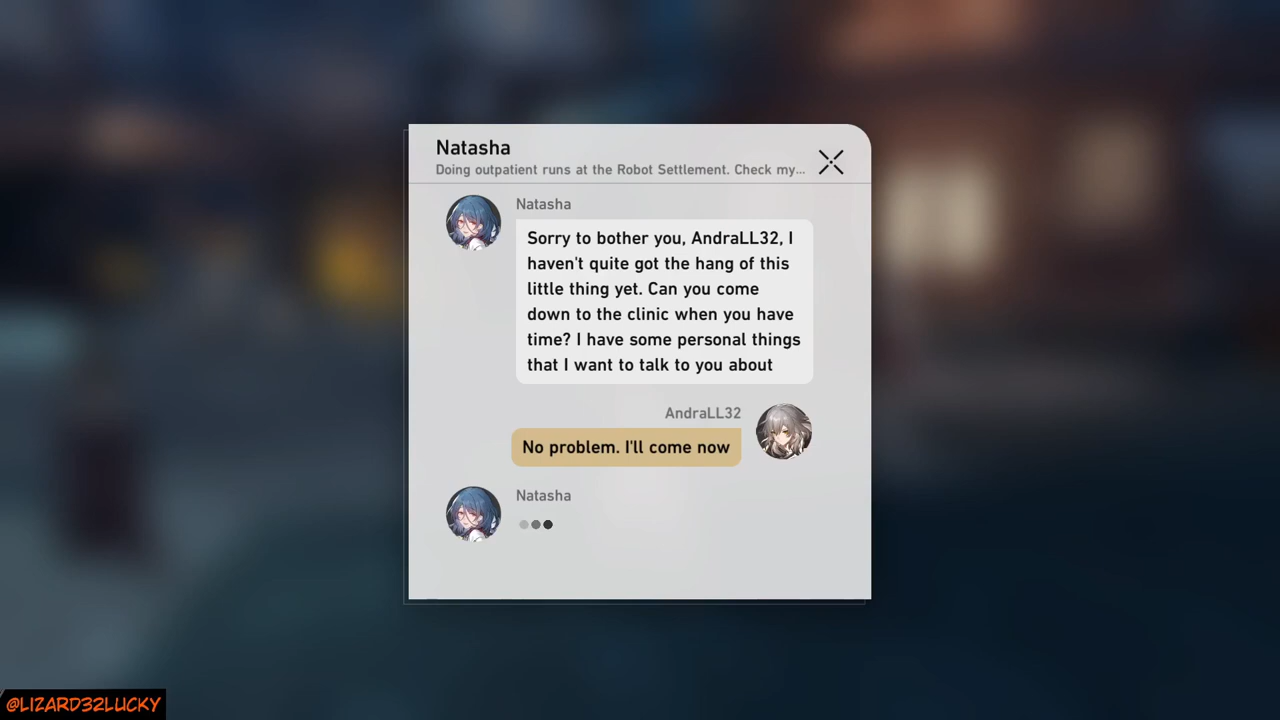 Natasha
Doing outpatient runs at the Robot Settlement. Check my...
Natasha
Sorry to bother you, AndraLL32, I
haven't quite got the hang of this
little thing yet. Can you come
down to the clinic when you have
time? I have some personal things
that I want to talk to you about
AndraLL32
No problem. I'll come now
Natasha
@LIZARD32LUCKY